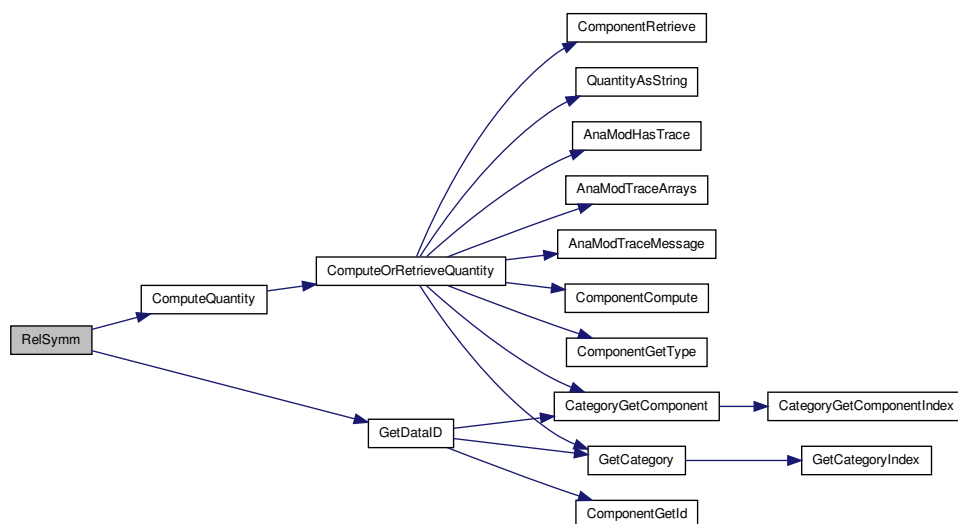 ComponentRetrieve
QuantityAsString
AnaModHasTrace
AnaModTraceArrays
AnaModTraceMessage
ComputeOrRetrieveQuantity
ComputeQuantity
ComponentCompute
RelSymm
ComponentGetType
CategoryGetComponent
CategoryGetComponentIndex
GetDataID
GetCategory
GetCategoryIndex
ComponentGetId